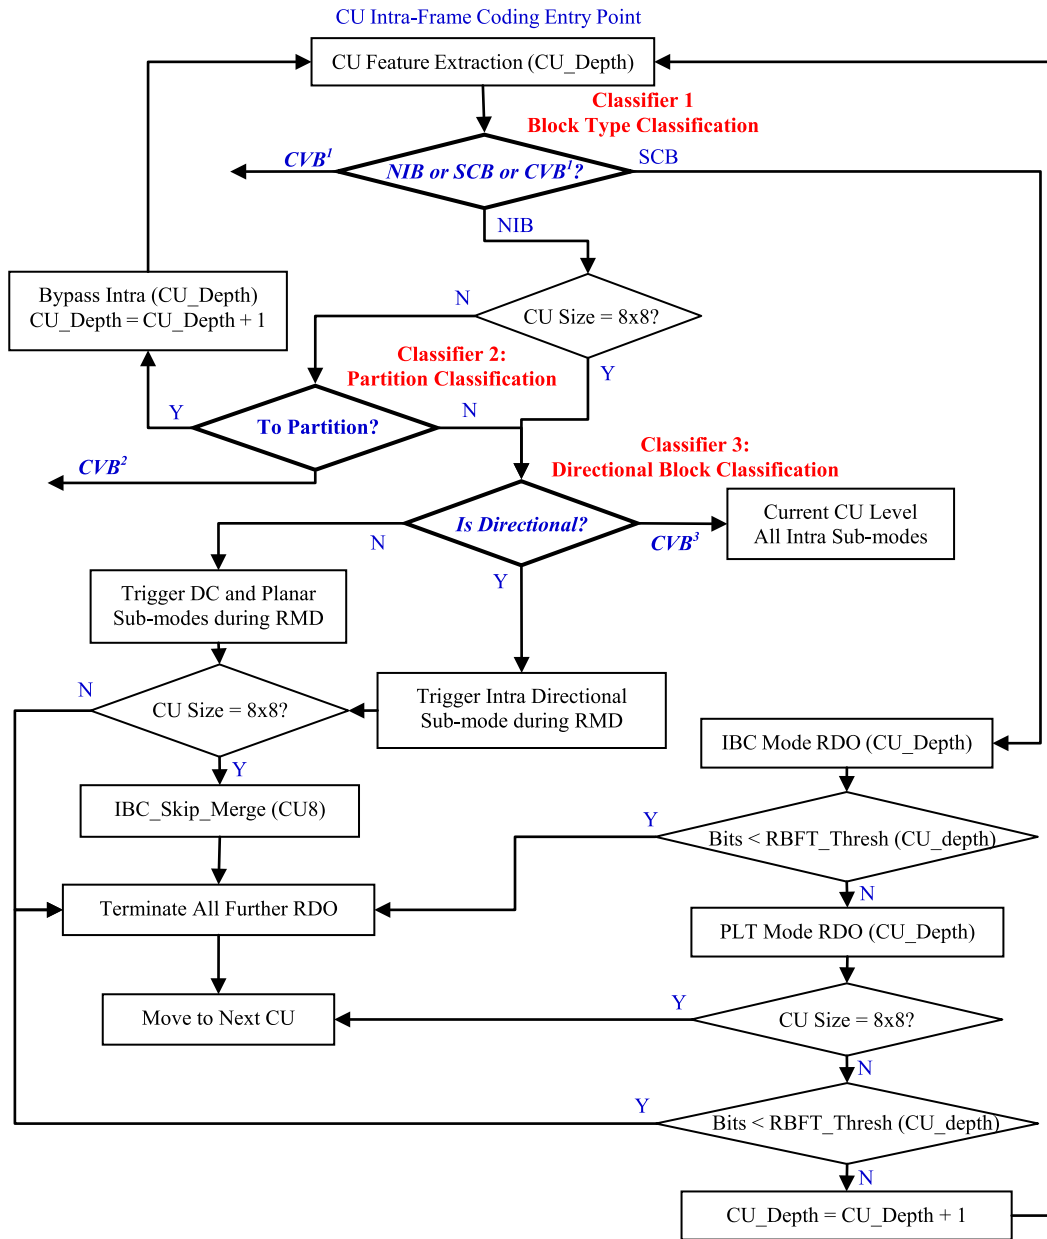 CU Intra-Frame Coding Entry Point
CU Feature Extraction (CU_Depth)
Classifier 1
Block Type Classification
CVB¹
NIB or SCB or CVB¹?
SCB
NIB
Bypass Intra (CU_Depth)
CU_Depth = CU_Depth + 1
N
CU Size = 8x8?
Y
Classifier 2:
Partition Classification
Y
To Partition?
N
CVB²
Classifier 3:
Directional Block Classification
Is Directional?
N
CVB³
Y
Current CU Level
All Intra Sub-modes
Trigger DC and Planar
Sub-modes during RMD
N
CU Size = 8x8?
Y
Trigger Intra Directional
Sub-mode during RMD
IBC Mode RDO (CU_Depth)
IBC_Skip_Merge (CU8)
Y
Bits < RBFT_Thresh (CU_depth)
N
Terminate All Further RDO
PLT Mode RDO (CU_Depth)
Move to Next CU
Y
CU Size = 8x8?
N
Y
Bits < RBFT_Thresh (CU_depth)
N
CU_Depth = CU_Depth + 1